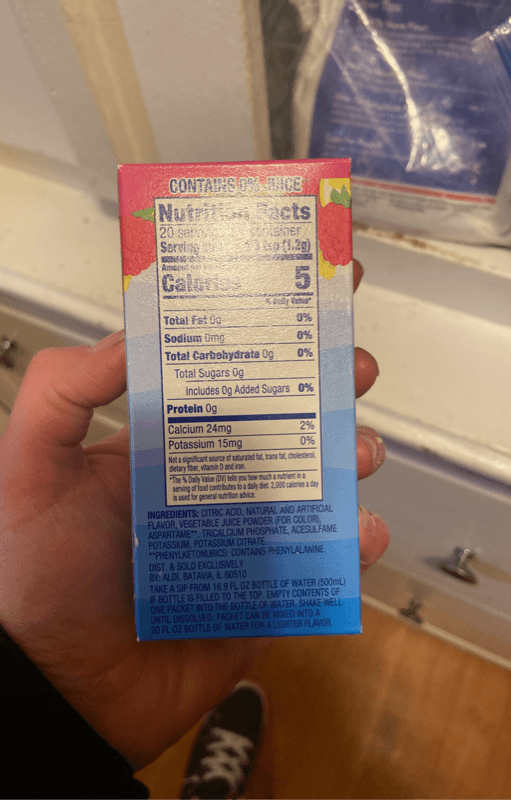 CONTAINS 0% JUICE
Nutrition Facts
20 container
Serving (1.2g)
Calories 5
% Daily Value*
Total Fat 0g 0%
Sodium 0mg 0%
Total Carbohydrate 0g 0%
Total Sugars 0g
Includes 0g Added Sugars 0%
Protein 0g
Calcium 24mg 2%
Potassium 15mg 0%
Not a significant source of saturated fat, trans fat, cholesterol,
dietary fiber, vitamin D and iron.
*The % Daily Value (DV) tells you how much a nutrient in a
serving of food contributes to a daily diet. 2,000 calories a day
is used for general nutrition advice.
INGREDIENTS: CITRIC ACID, NATURAL AND ARTIFICIAL
FLAVOR, VEGETABLE JUICE POWDER (FOR COLOR),
ASPARTAME**, TRICALCIUM PHOSPHATE, ACESULFAME
POTASSIUM, POTASSIUM CITRATE.
**PHENYLKETONURICS: CONTAINS PHENYLALANINE.
DIST. & SOLD EXCLUSIVELY
BY: ALDI, BATAVIA, IL 60510
TAKE A SIP FROM 16.9 FL OZ BOTTLE OF WATER (500mL)
IF BOTTLE IS FILLED TO THE TOP. EMPTY CONTENTS OF
ONE PACKET INTO THE BOTTLE OF WATER. SHAKE WELL
UNTIL DISSOLVED. PACKET CAN BE MIXED INTO A
20 FL OZ BOTTLE OF WATER FOR A LIGHTER FLAVOR.